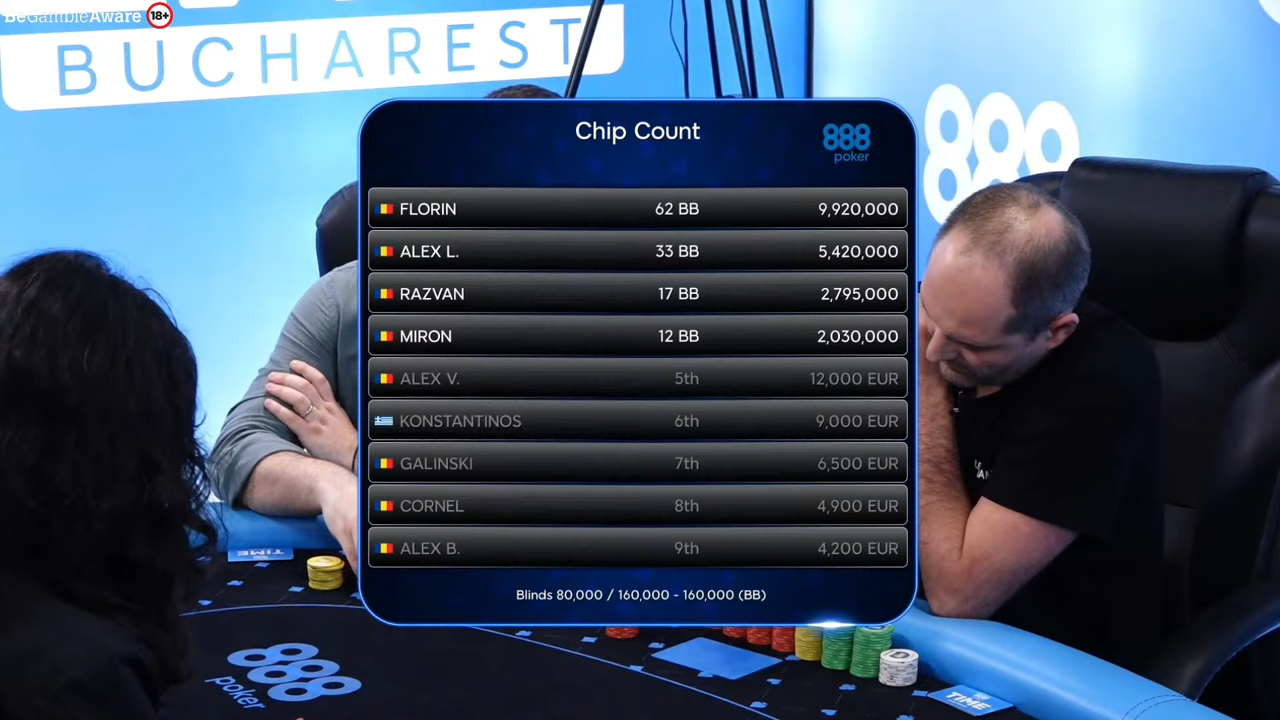 BeGambleAware 18+
BUCHAREST
888
Chip Count
888
poker
FLORIN 62 BB 9,920,000
ALEX L. 33 BB 5,420,000
RAZVAN 17 BB 2,795,000
MIRON 12 BB 2,030,000
ALEX V. 5th 12,000 EUR
KONSTANTINOS 6th 9,000 EUR
GALINSKI 7th 6,500 EUR
CORNEL 8th 4,900 EUR
ALEX B. 9th 4,200 EUR
Blinds 80,000 / 160,000 - 160,000 (BB)
TIME
888
poker
TIME